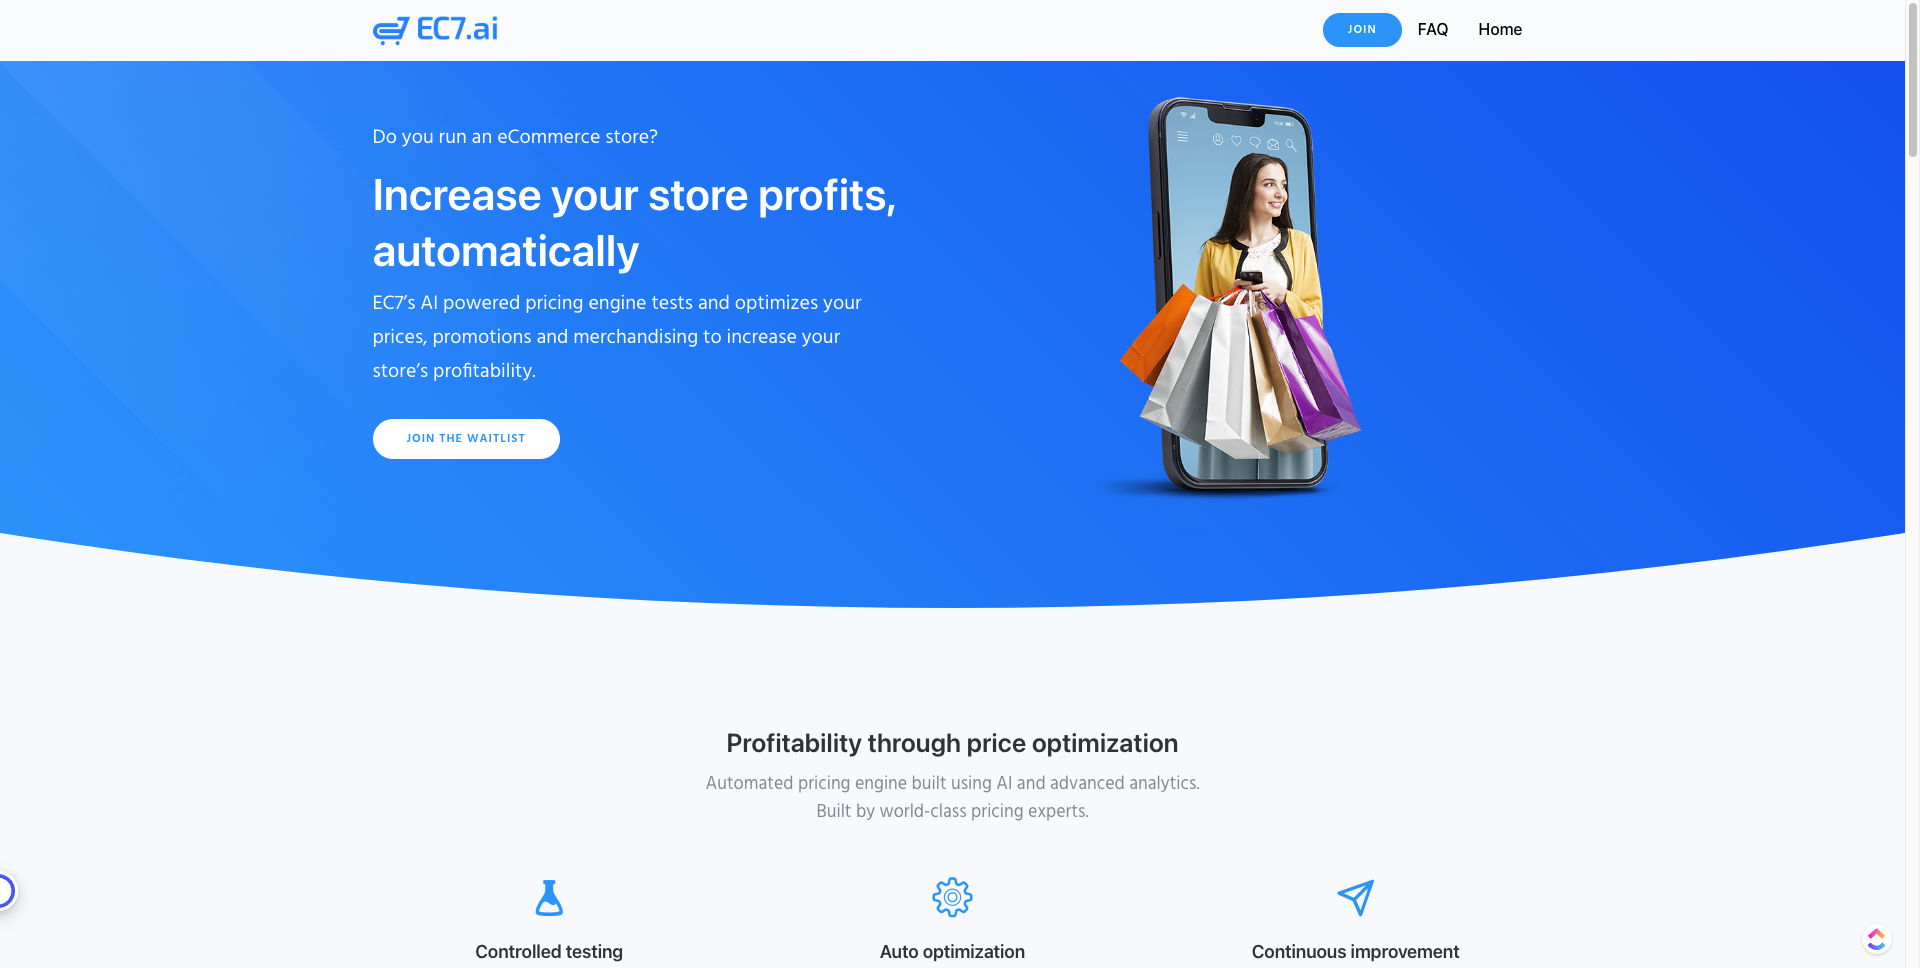 EC7.ai
JOIN
FAQ
Home
Do you run an eCommerce store?
Increase your store profits,
automatically
EC7’s AI powered pricing engine tests and optimizes your
prices, promotions and merchandising to increase your
store’s profitability.
JOIN THE WAITLIST
Profitability through price optimization
Automated pricing engine built using AI and advanced analytics.
Built by world-class pricing experts.
Controlled testing
Auto optimization
Continuous improvement